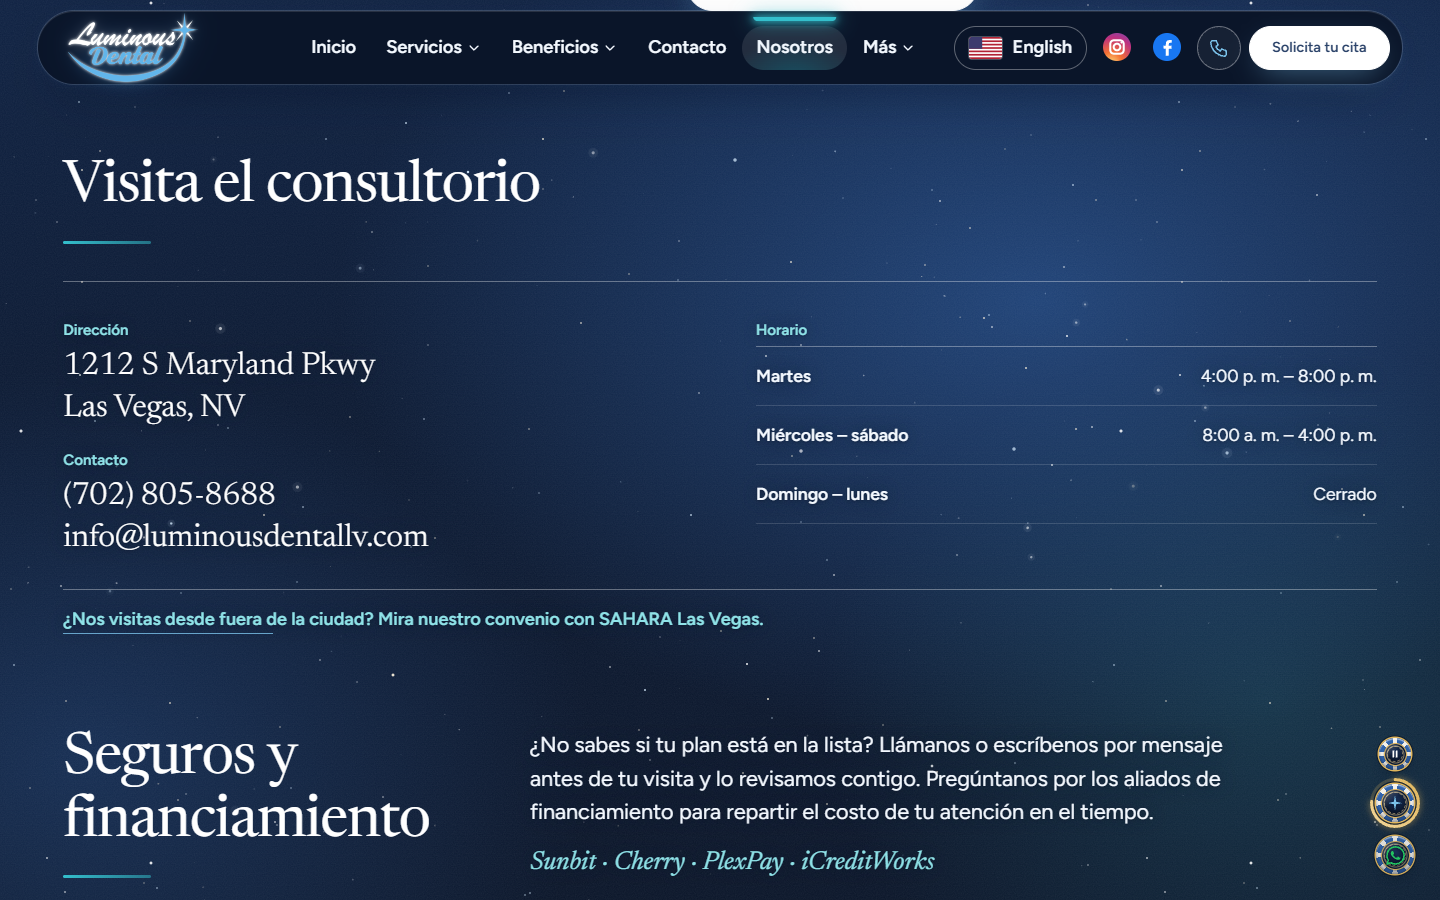 Luminous
Dental
Inicio
Servicios
Beneficios
Contacto
Nosotros
Más
English
Solicita tu cita
Visita el consultorio
Dirección
1212 S Maryland Pkwy
Las Vegas, NV
Contacto
(702) 805-8688
info@luminousdentallv.com
Horario
Martes 4:00 p. m. – 8:00 p. m.
Miércoles – sábado 8:00 a. m. – 4:00 p. m.
Domingo – lunes Cerrado
¿Nos visitas desde fuera de la ciudad? Mira nuestro convenio con SAHARA Las Vegas.
Seguros y
financiamiento
¿No sabes si tu plan está en la lista? Llámanos o escríbenos por mensaje
antes de tu visita y lo revisamos contigo. Pregúntanos por los aliados de
financiamiento para repartir el costo de tu atención en el tiempo.
Sunbit · Cherry · PlexPay · iCreditWorks